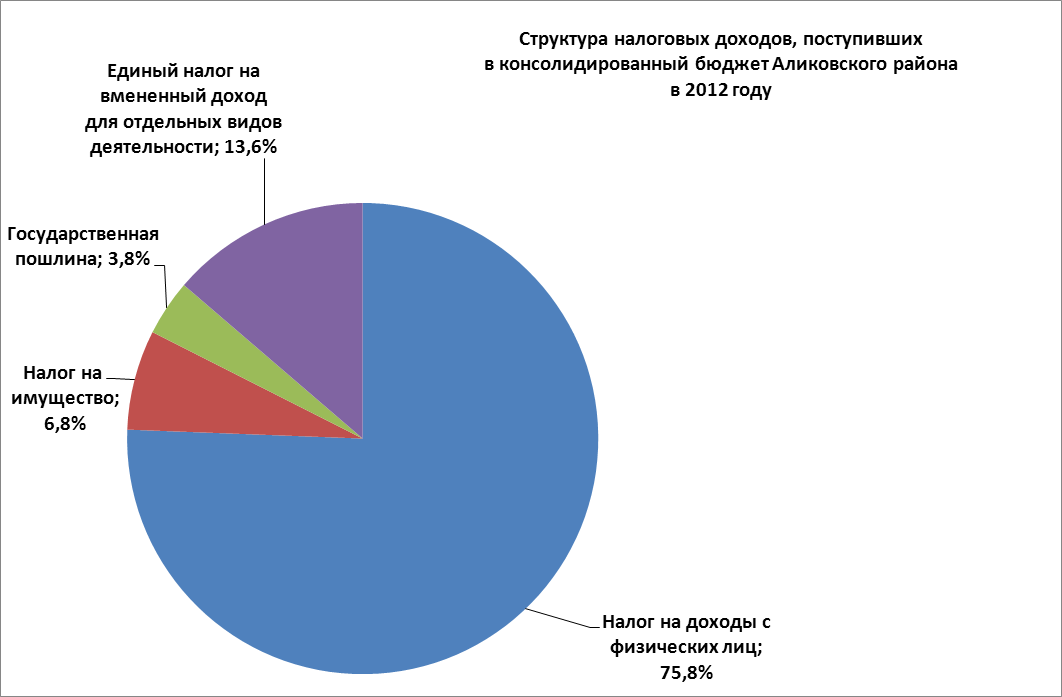 Структура налоговых доходов, поступивших
в консолидированный бюджет Аликовского района
в 2012 году
Единый налог на
вмененный доход
для отдельных видов
деятельности; 13,6%
Государственная
пошлина; 3,8%
Налог на
имущество;
6,8%
Налог на доходы с
физических лиц;
75,8%